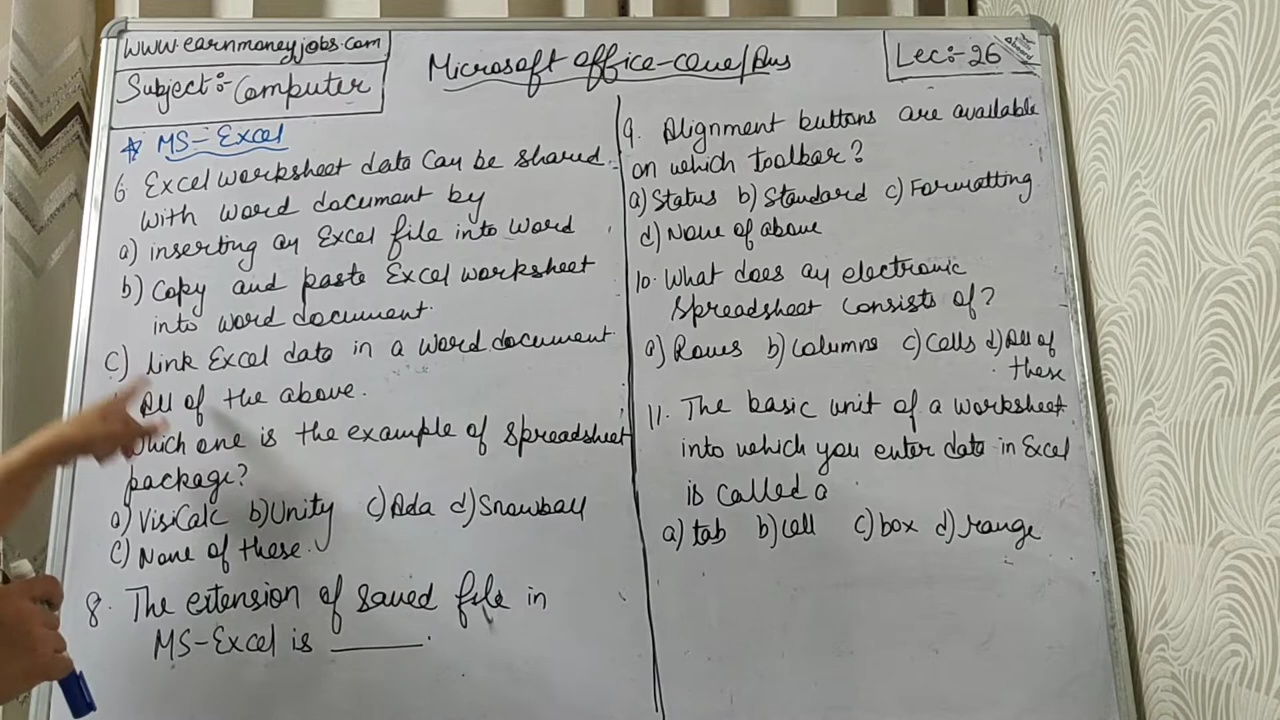 www.earnmoneyjobs.com
Subject:- Computer
Microsoft office-
Lec:-26
MS-Excel
6. Excel worksheet data can be shared
with word document by
a) inserting an Excel file into word
b) Copy and paste Excel worksheet
into word document.
c) Link Excel data in a word document
All of the above.
which one is the example of spreadsheet
package?
a) VisiCalc b) Unity c) Ada d) Snowball
C) None of these.
8. The extension of saved file in
MS-Excel is ______.
9. Alignment buttons are available
on which toolbar?
a) Status b) Standard c) Formatting
d) None of above
10. What does an electronic
Spreadsheet consists of?
a) Rows b) Columns c) Cells d) All of
these
11. The basic unit of a worksheet
into which you enter data in Excel
is called a
a) tab b) cell c) box d) range